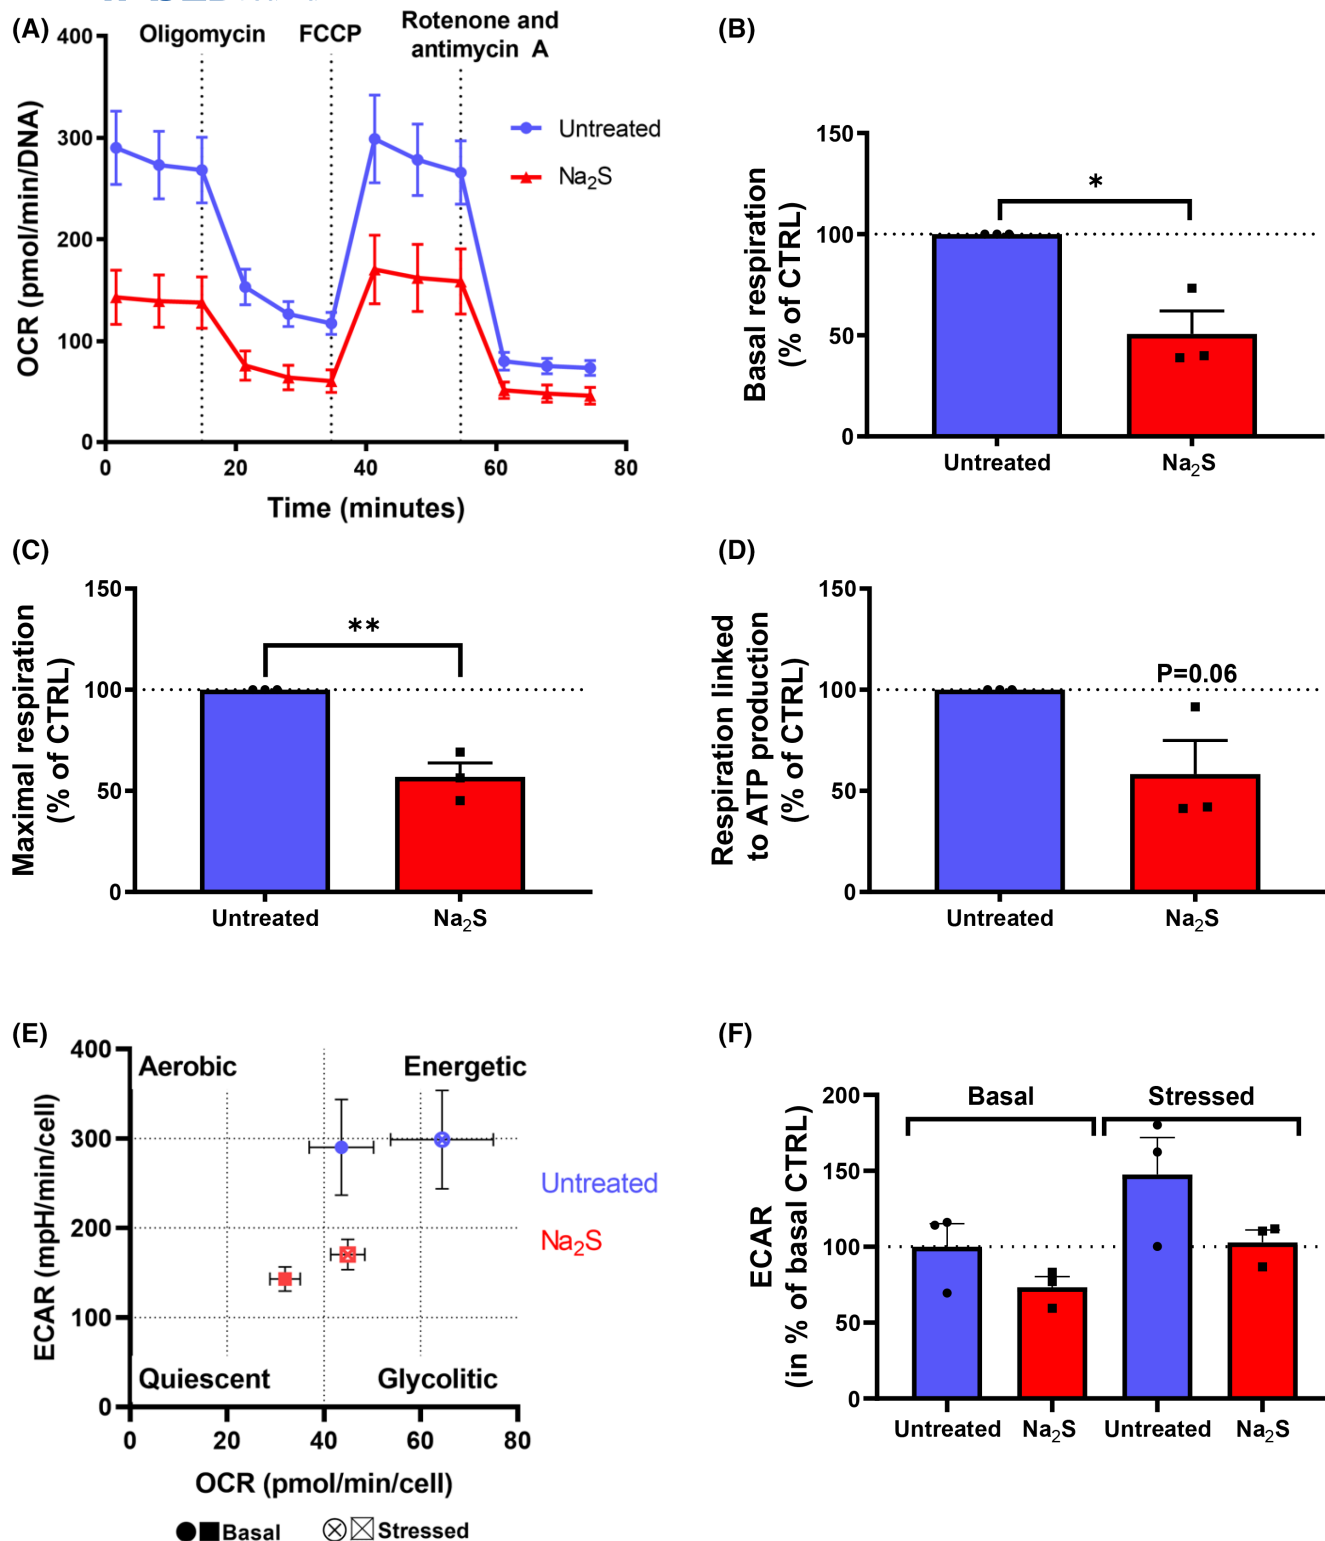 (A)
Oligomycin
FCCP
Rotenone and
antimycin A
400
300
200
100
0
OCR (pmol/min/DNA)
Untreated
Na₂S
0 20 40 60 80
Time (minutes)
(B)
150
100
50
0
Basal respiration
(% of CTRL)
*
Untreated Na₂S
(C)
150
100
50
0
Maximal respiration
(% of CTRL)
**
Untreated Na₂S
(D)
150
100
50
0
Respiration linked
to ATP production
(% of CTRL)
P=0.06
Untreated Na₂S
(E)
400
300
200
100
0
ECAR (mpH/min/cell)
Aerobic Energetic
Untreated
Na₂S
Quiescent Glycolitic
0 20 40 60 80
OCR (pmol/min/cell)
Basal Stressed
(F)
200
150
100
50
0
ECAR
(in % of basal CTRL)
Basal Stressed
Untreated Na₂S Untreated Na₂S